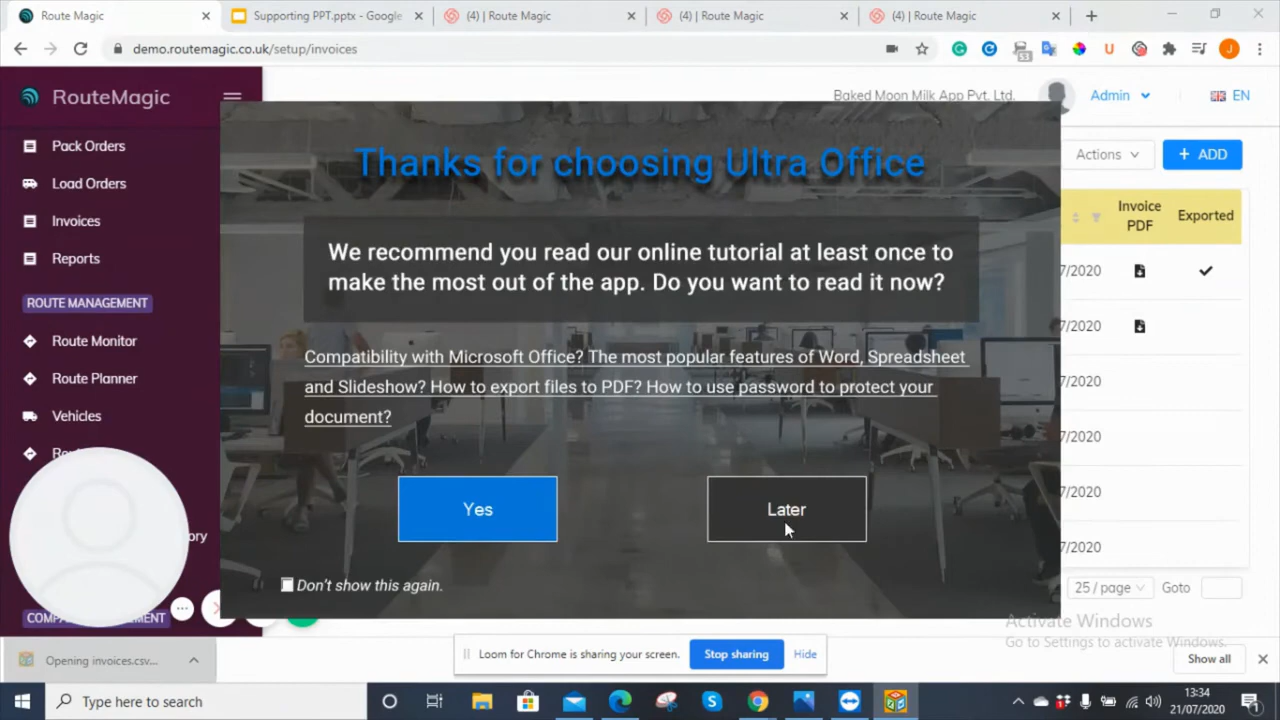 Route Magic
Supporting PPT.pptx - Google
(4) | Route Magic
(4) | Route Magic
(4) | Route Magic
demo.routemagic.co.uk/setup/invoices
53
U
J
RouteMagic
Baked Moon Milk App Pvt. Ltd.
Admin
EN
Pack Orders
Load Orders
Invoices
Reports
ROUTE MANAGEMENT
Route Monitor
Route Planner
Vehicles
Actions
+ ADD
Invoice
PDF
Exported
7/2020
7/2020
7/2020
7/2020
7/2020
7/2020
25 / page
Goto
Thanks for choosing Ultra Office
We recommend you read our online tutorial at least once to
make the most out of the app. Do you want to read it now?
Compatibility with Microsoft Office? The most popular features of Word, Spreadsheet
and Slideshow? How to export files to PDF? How to use password to protect your
document?
Yes
Later
Don't show this again.
Activate Windows
Go to Settings to activate Windows.
Loom for Chrome is sharing your screen.
Stop sharing
Hide
Opening invoices.csv...
Show all
Type here to search
13:34
21/07/2020
1